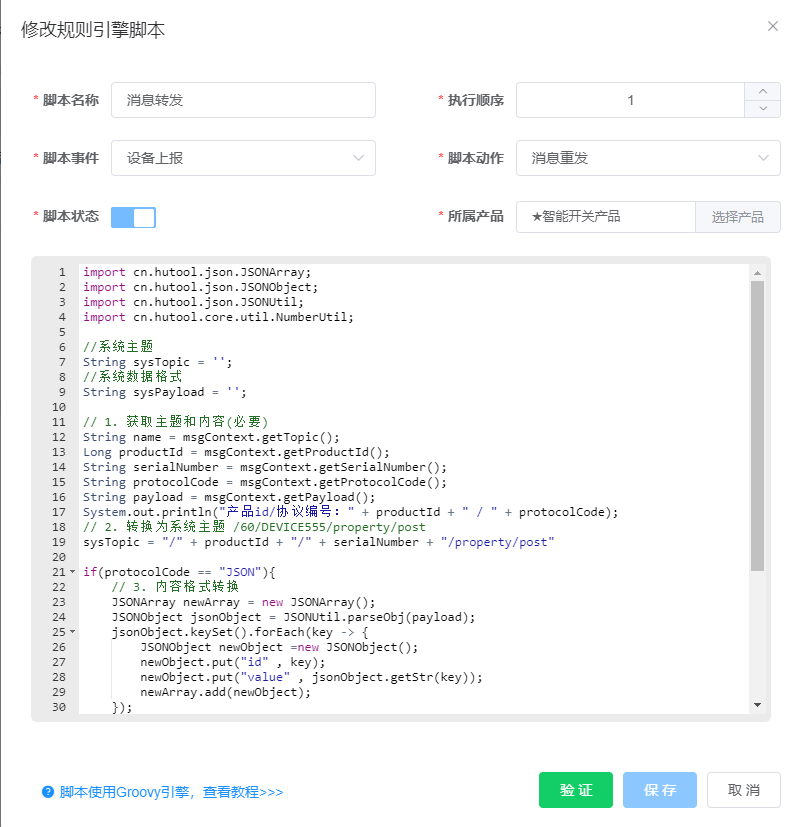 修改规则引擎脚本
* 脚本名称 消息转发 * 执行顺序 1
* 脚本事件 设备上报 * 脚本动作 消息重发
* 脚本状态 * 所属产品 ★智能开关产品 选择产品
1 import cn.hutool.json.JSONArray;
2 import cn.hutool.json.JSONObject;
3 import cn.hutool.json.JSONUtil;
4 import cn.hutool.core.util.NumberUtil;
5
6 //系统主题
7 String sysTopic = '';
8 //系统数据格式
9 String sysPayload = '';
10
11 // 1. 获取主题和内容(必要)
12 String name = msgContext.getTopic();
13 Long productId = msgContext.getProductId();
14 String serialNumber = msgContext.getSerialNumber();
15 String protocolCode = msgContext.getProtocolCode();
16 String payload = msgContext.getPayload();
17 System.out.println("产品id/协议编号：" + productId + " / " + protocolCode);
18 // 2. 转换为系统主题 /60/DEVICE555/property/post
19 sysTopic = "/" + productId + "/" + serialNumber + "/property/post"
20
21 if(protocolCode == "JSON"){
22 // 3. 内容格式转换
23 JSONArray newArray = new JSONArray();
24 JSONObject jsonObject = JSONUtil.parseObj(payload);
25 jsonObject.keySet().forEach(key -> {
26 JSONObject newObject =new JSONObject();
27 newObject.put("id" , key);
28 newObject.put("value" , jsonObject.getStr(key));
29 newArray.add(newObject);
30 });
脚本使用Groovy引擎，查看教程>>>
验 证 保 存 取 消